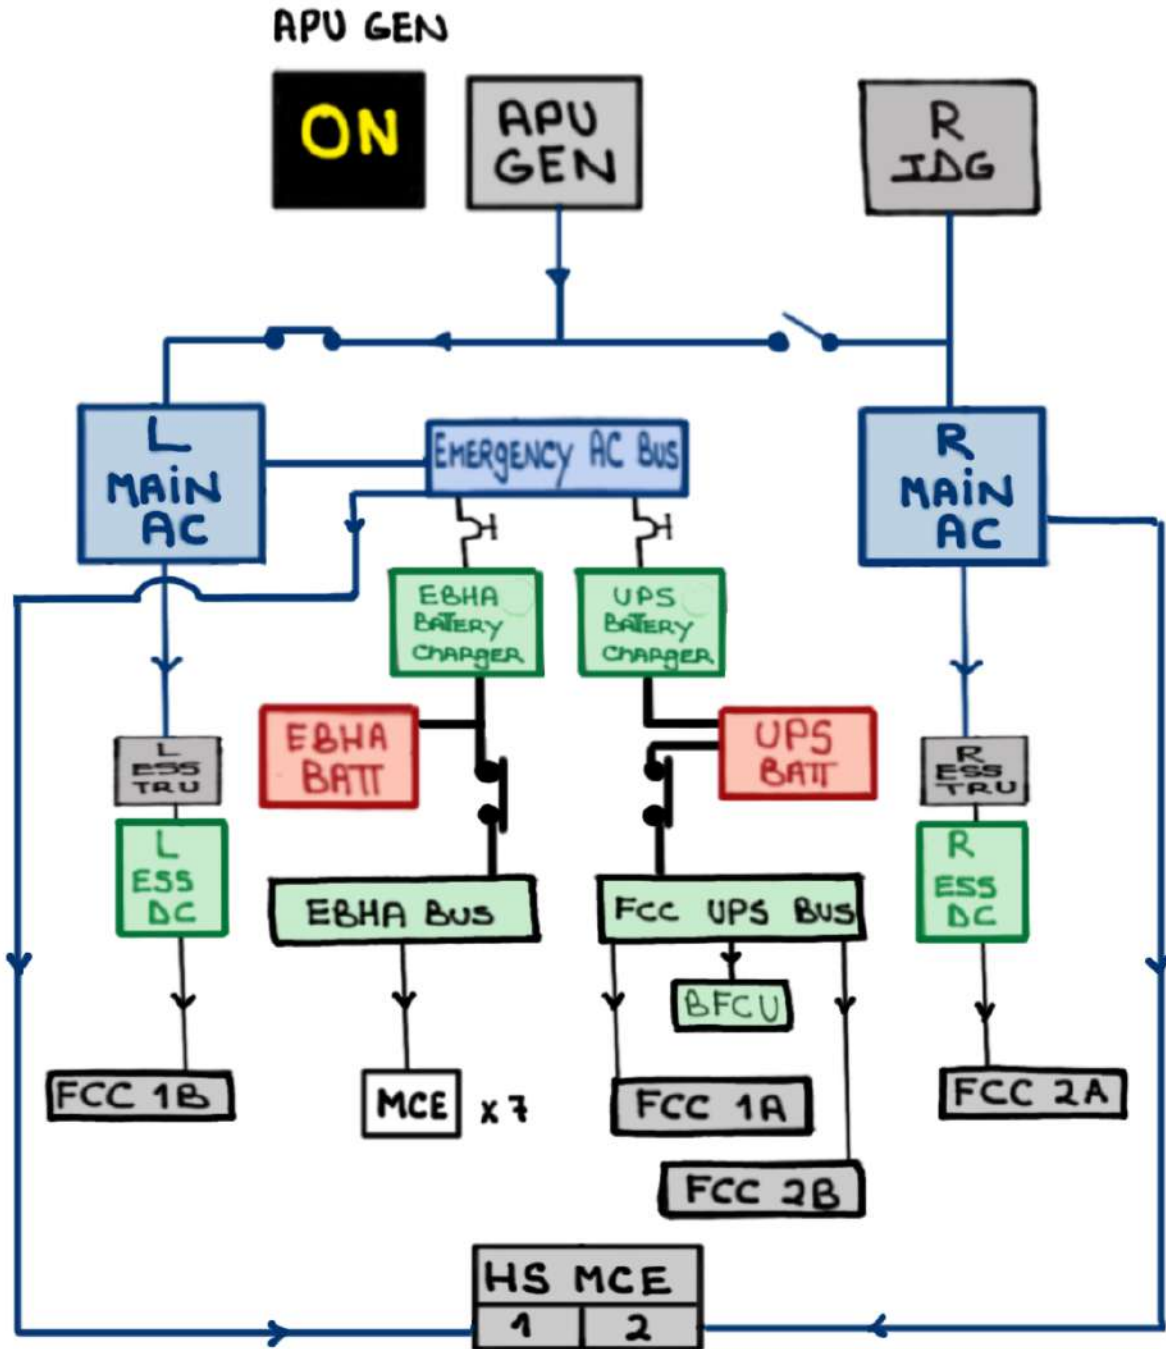 APU GEN
ON
APU
GEN
R
IDG
L
MAIN
AC
EMERGENCY AC BUS
R
MAIN
AC
EBHA
BATERY
CHARGER
UPS
BATERY
CHARGER
EBHA
BATT
UPS
BATT
L
ESS
TRU
R
ESS
TRU
L
ESS
DC
R
ESS
DC
EBHA BUS
FCC UPS BUS
BFCU
FCC 1B
MCE x7
FCC 1A
FCC 2A
FCC 2B
HS MCE
1 2